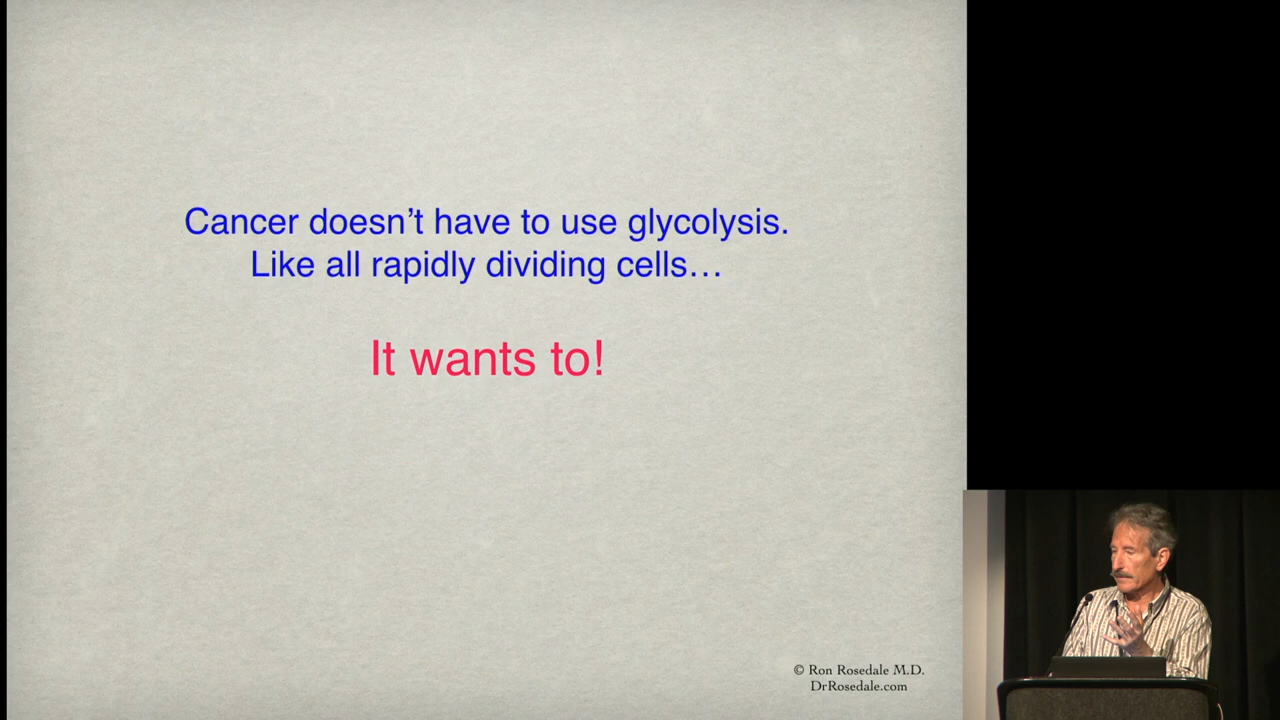 Cancer doesn't have to use glycolysis.
Like all rapidly dividing cells…
It wants to!
© Ron Rosedale M.D.
DrRosedale.com